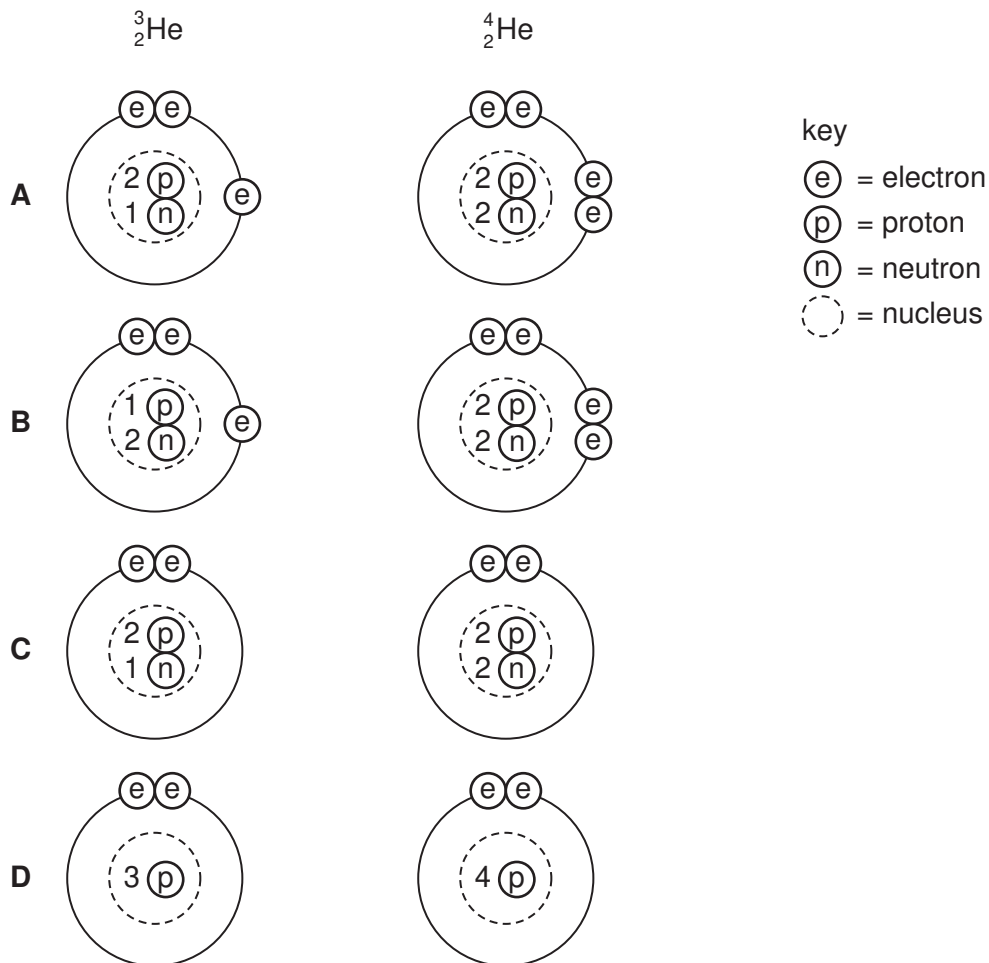 ³₂He ⁴₂He
key
e = electron
p = proton
n = neutron
= nucleus
A
e e
e
2 p
1 n
e e
e
e
2 p
2 n
B
e e
e
1 p
2 n
e e
e
e
2 p
2 n
C
e e
2 p
1 n
e e
2 p
2 n
D
e e
3 p
e e
4 p